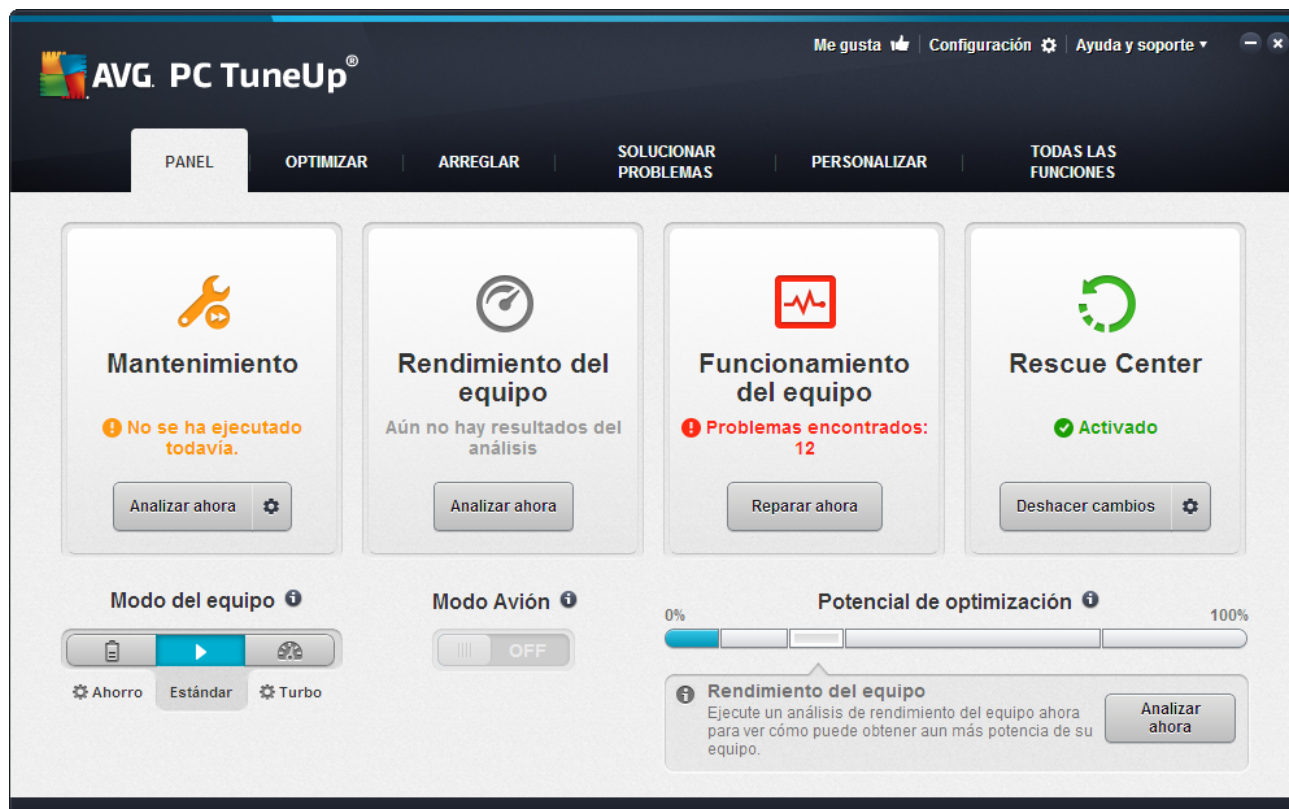 Me gusta Configuración Ayuda y soporte
AVG. PC TuneUp®
PANEL
OPTIMIZAR
ARREGLAR
SOLUCIONAR
PROBLEMAS
PERSONALIZAR
TODAS LAS
FUNCIONES
Mantenimiento
No se ha ejecutado
todavía.
Analizar ahora
Rendimiento del
equipo
Aún no hay resultados del
análisis
Analizar ahora
Funcionamiento
del equipo
Problemas encontrados:
12
Reparar ahora
Rescue Center
Activado
Deshacer cambios
Modo del equipo
Ahorro
Estándar
Turbo
Modo Avión
OFF
Potencial de optimización
0%
100%
Rendimiento del equipo
Ejecute un análisis de rendimiento del equipo ahora
para ver cómo puede obtener aun más potencia de su
equipo.
Analizar
ahora